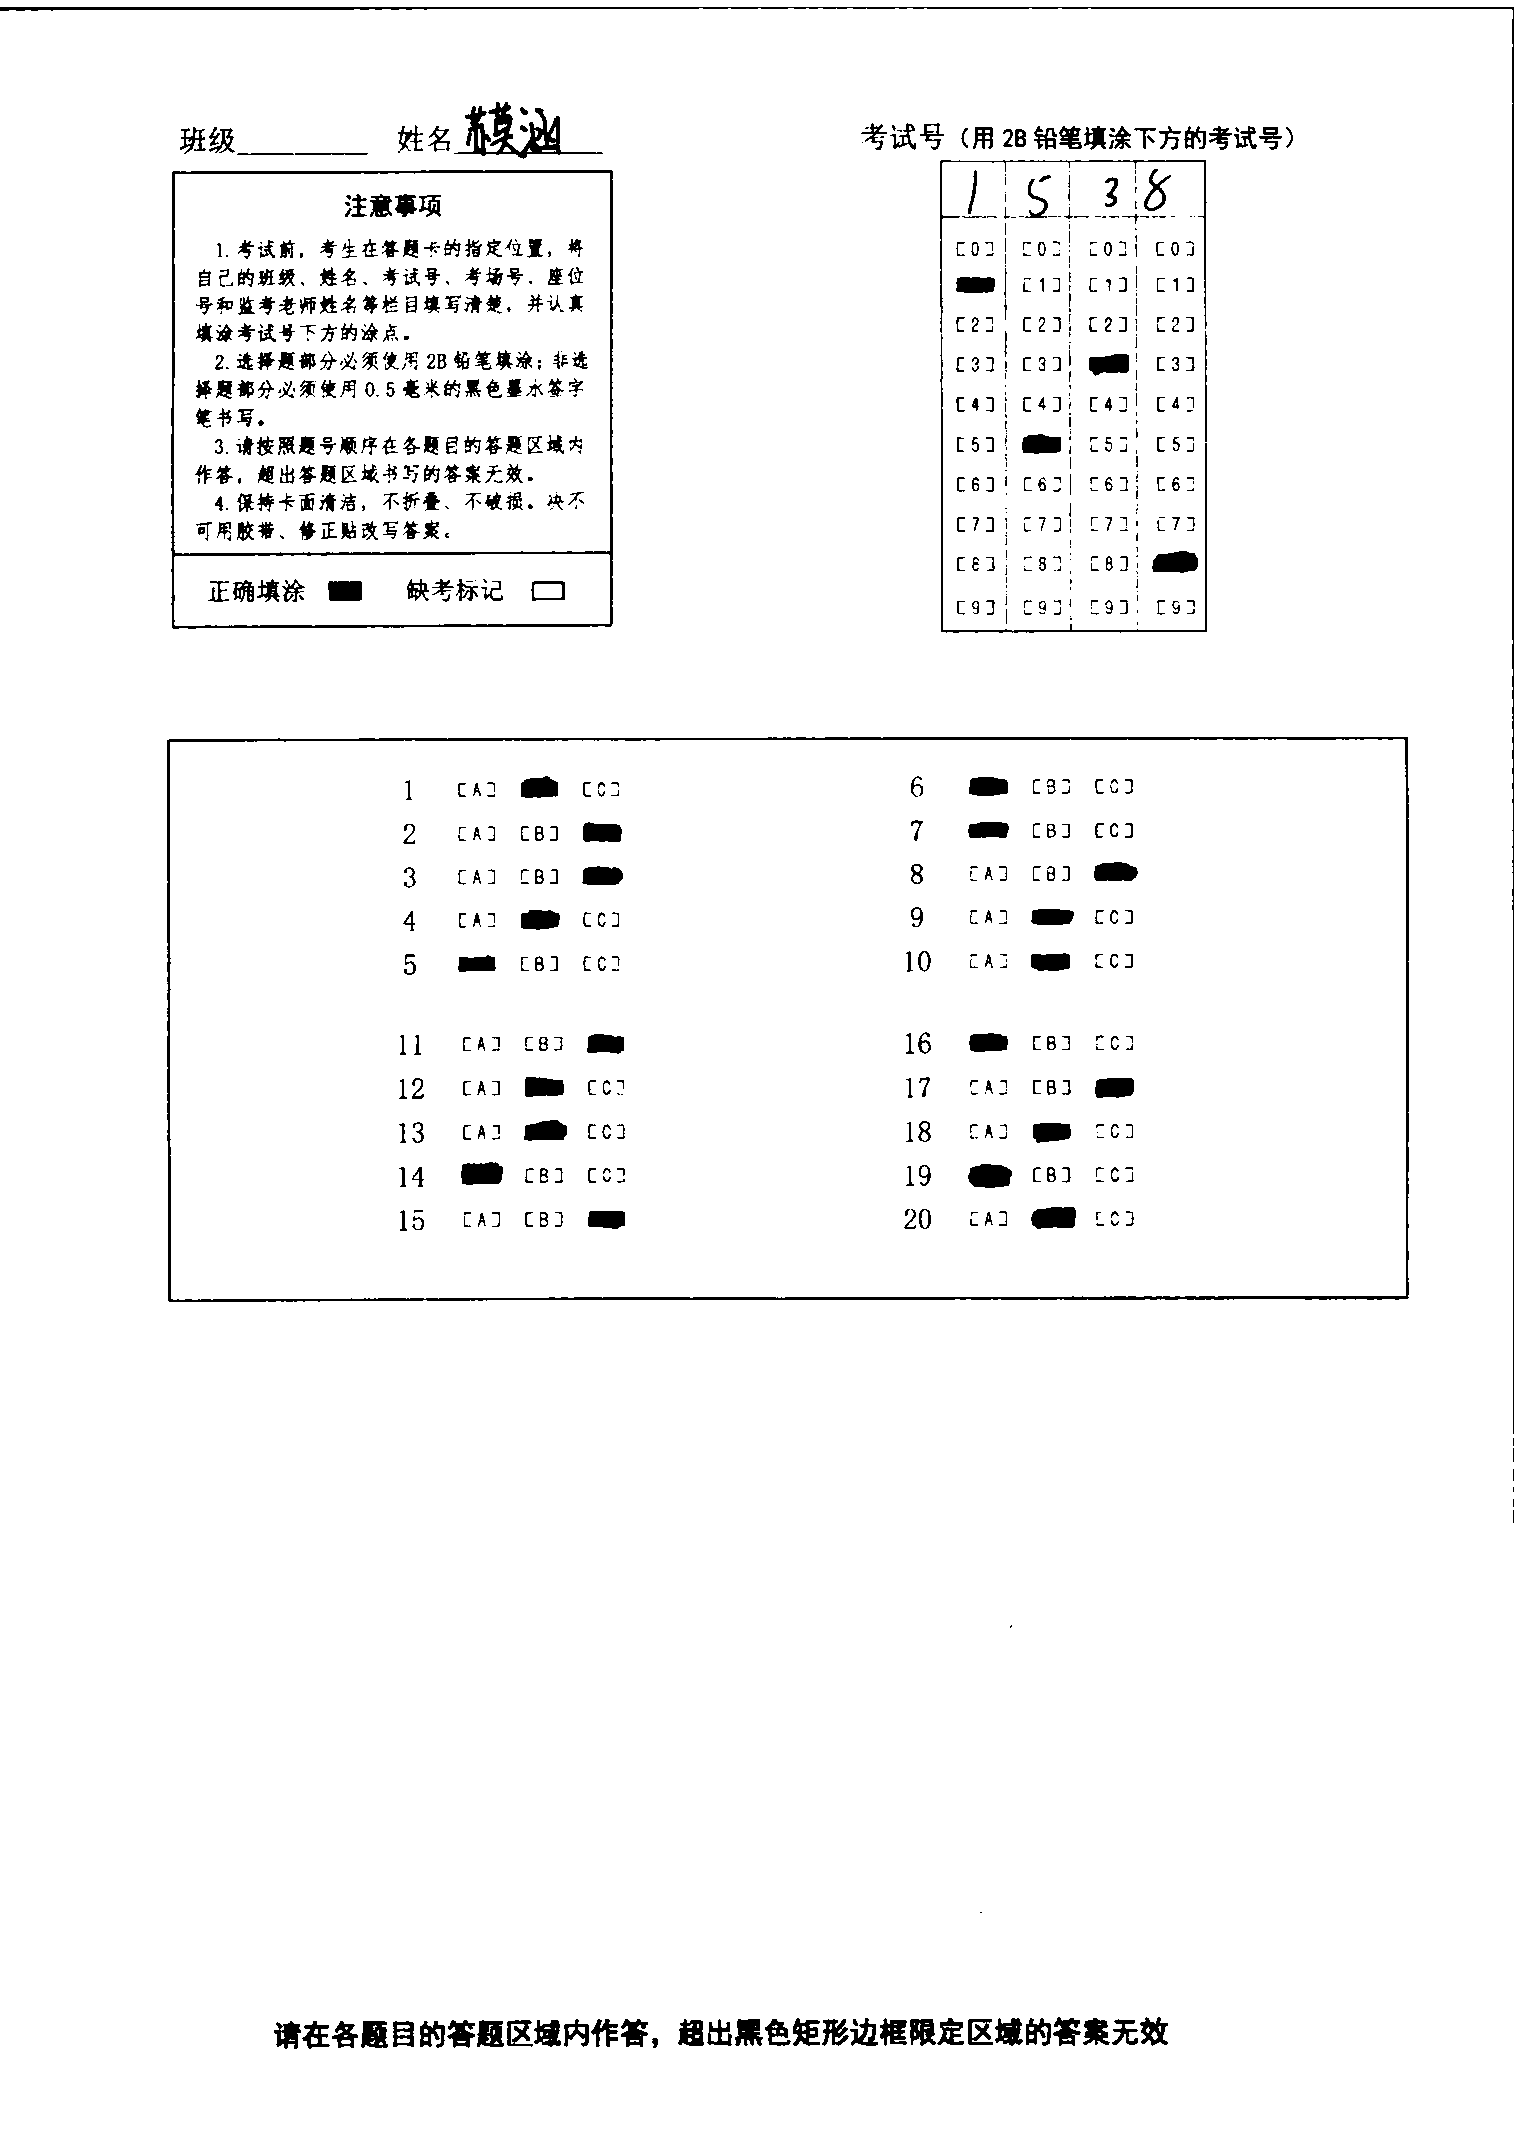 班级 姓名 苏莫涵
考试号（用 2B 铅笔填涂下方的考试号）
1 5 3 8
注意事项
1.考试前，考生在答题卡的指定位置，将
自己的班级、姓名、考试号、考场号、座位
号和监考老师姓名等栏目填写清楚，并认真
填涂考试号下方的涂点。
2.选择题部分必须使用2B铅笔填涂；非选
择题部分必须使用0.5毫米的黑色墨水签字
笔书写。
3.请按照题号顺序在各题目的答题区域内
作答，超出答题区域书写的答案无效。
4.保持卡面清洁，不折叠、不破损。决不
可用胶带、修正贴改写答案。
正确填涂 缺考标记
[0] [0] [0] [0]
[1] [1] [1]
[2] [2] [2] [2]
[3] [3] [3]
[4] [4] [4] [4]
[5] [5] [5]
[6] [6] [6] [6]
[7] [7] [7] [7]
[8] [8] [8]
[9] [9] [9] [9]
1 [A] [C]
2 [A] [B]
3 [A] [B]
4 [A] [C]
5 [B] [C]
6 [B] [C]
7 [B] [C]
8 [A] [B]
9 [A] [C]
10 [A] [C]
11 [A] [B]
12 [A] [C]
13 [A] [C]
14 [B] [C]
15 [A] [B]
16 [B] [C]
17 [A] [B]
18 [A] [C]
19 [B] [C]
20 [A] [C]
请在各题目的答题区域内作答，超出黑色矩形边框限定区域的答案无效